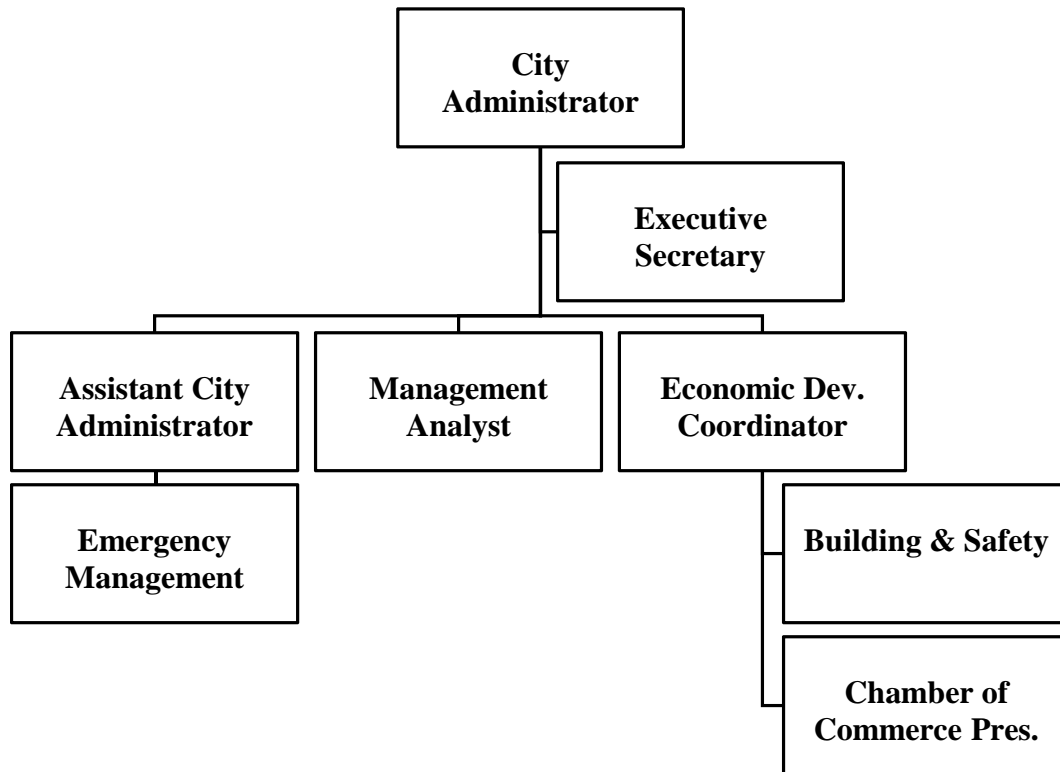 City
Administrator
Executive
Secretary
Assistant City
Administrator
Management
Analyst
Economic Dev.
Coordinator
Emergency
Management
Building & Safety
Chamber of
Commerce Pres.